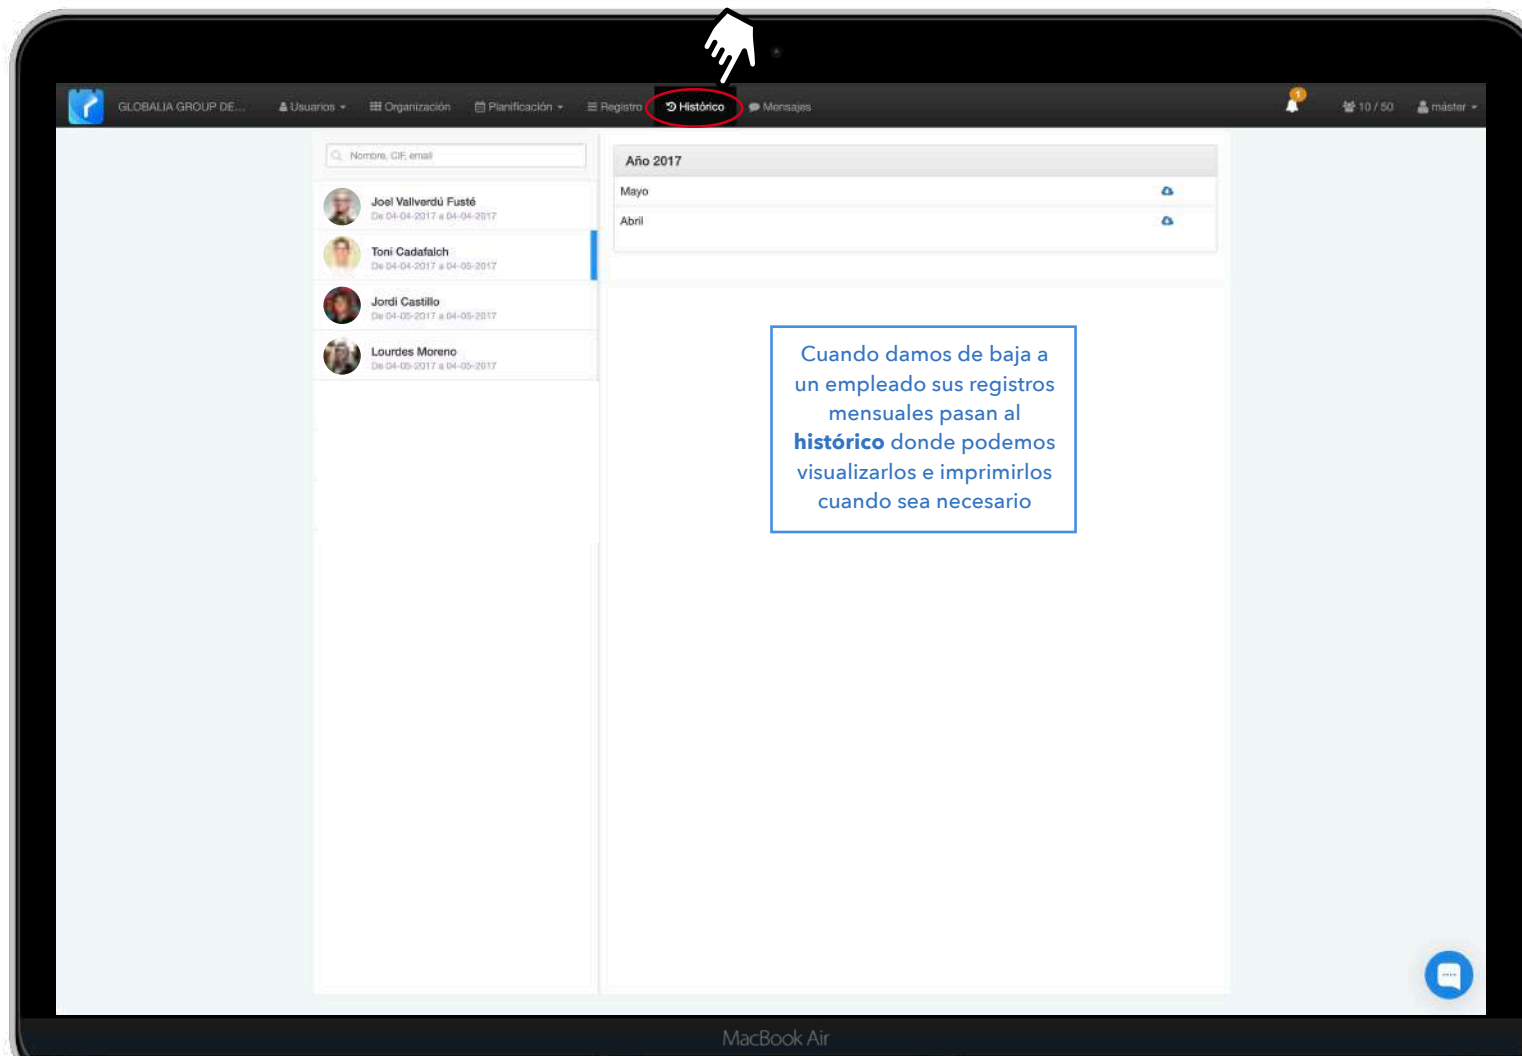 GLOBALIA GROUP DE... Usuarios Organización Planificación Registro Histórico Mensajes 1 10 / 50 máster
Nombre, CIF, email
Joel Vallverdú Fusté
De 04-04-2017 a 04-04-2017
Toni Cadafalch
De 04-04-2017 a 04-05-2017
Jordi Castillo
De 04-05-2017 a 04-05-2017
Lourdes Moreno
De 04-05-2017 a 04-05-2017
Año 2017
Mayo
Abril
Cuando damos de baja a
un empleado sus registros
mensuales pasan al
histórico donde podemos
visualizarlos e imprimirlos
cuando sea necesario
MacBook Air